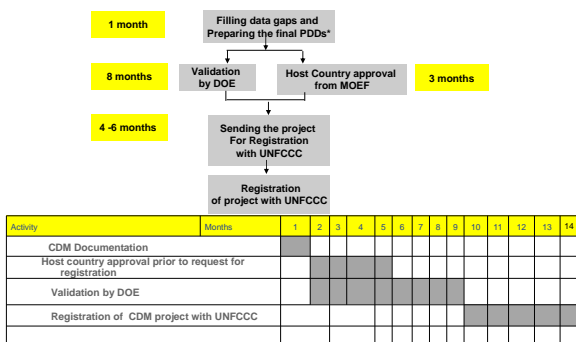 1 month
Filling data gaps and
Preparing the final PDDs*
8 months
Validation
by DOE
Host Country approval
from MOEF
3 months
4 -6 months
Sending the project
For Registration
with UNFCCC
Registration
of project with UNFCCC
Activity Months 1 2 3 4 5 6 7 8 9 10 11 12 13 14
CDM Documentation
Host country approval prior to request for
registration
Validation by DOE
Registration of CDM project with UNFCCC